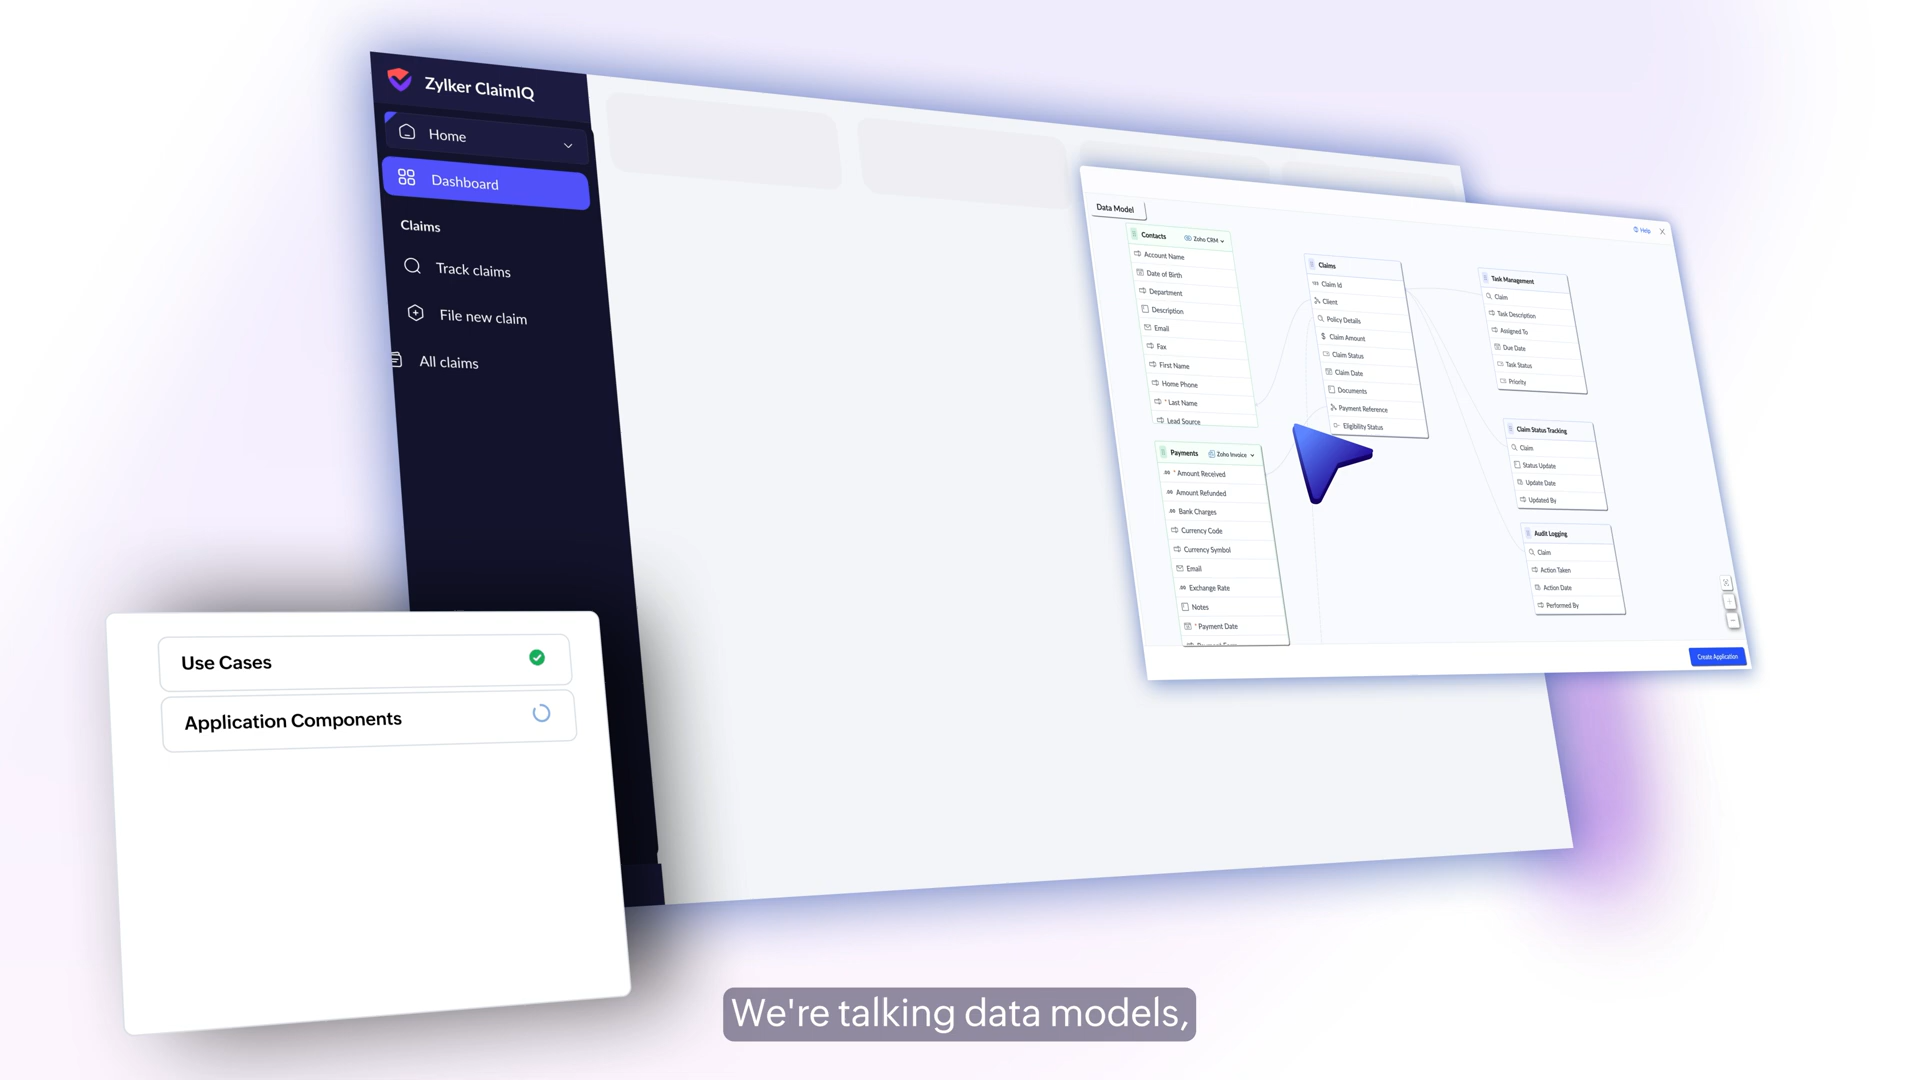 Zylker ClaimIQ
Home
Dashboard
Claims
Track claims
File new claim
All claims
Data Model
Help
Contacts
Zoho CRM
Account Name
Date of Birth
Department
Description
Email
Fax
First Name
Home Phone
* Last Name
Lead Source
Payments
Zoho Invoice
* Amount Received
Amount Refunded
Bank Charges
Currency Code
Currency Symbol
Email
Exchange Rate
Notes
* Payment Date
Claims
Claim Id
Client
Policy Details
Claim Amount
Claim Status
Claim Date
Documents
Payment Reference
Eligibility Status
Task Management
Claim
Task Description
Assigned To
Due Date
Task Status
Priority
Claim Status Tracking
Claim
Status Update
Update Date
Updated By
Audit Logging
Claim
Action Taken
Action Date
Performed By
Create Application
Use Cases
Application Components
We're talking data models,